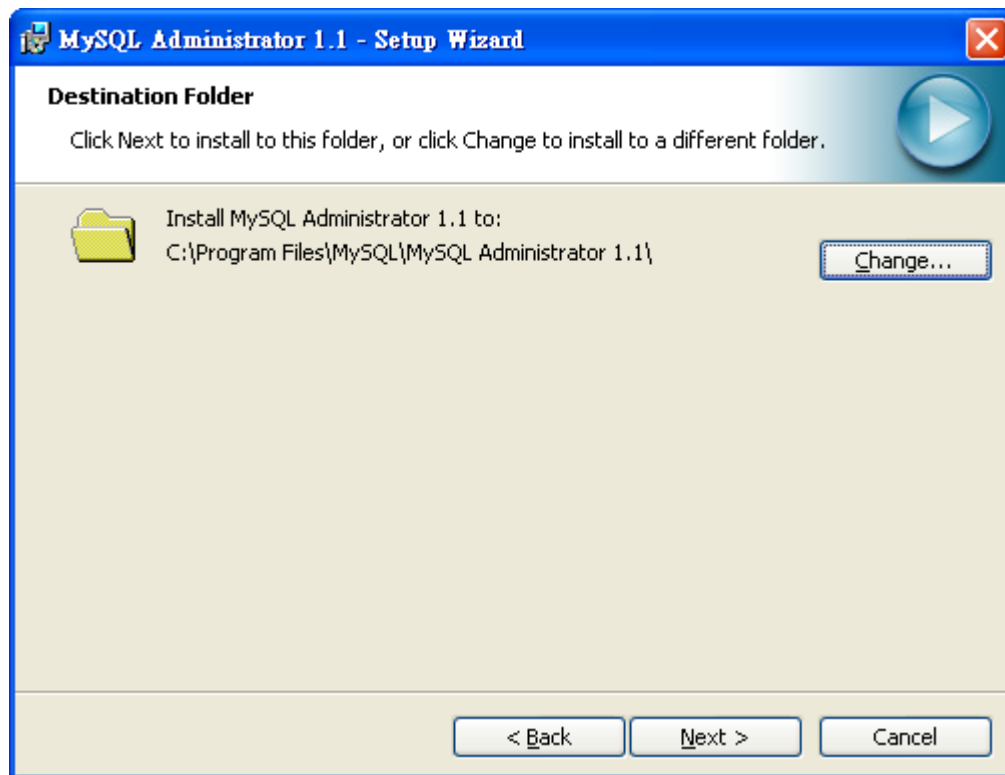 MySQL Administrator 1.1 - Setup Wizard
Destination Folder
Click Next to install to this folder, or click Change to install to a different folder.
Install MySQL Administrator 1.1 to:
C:\Program Files\MySQL\MySQL Administrator 1.1\
Change...
< Back
Next >
Cancel